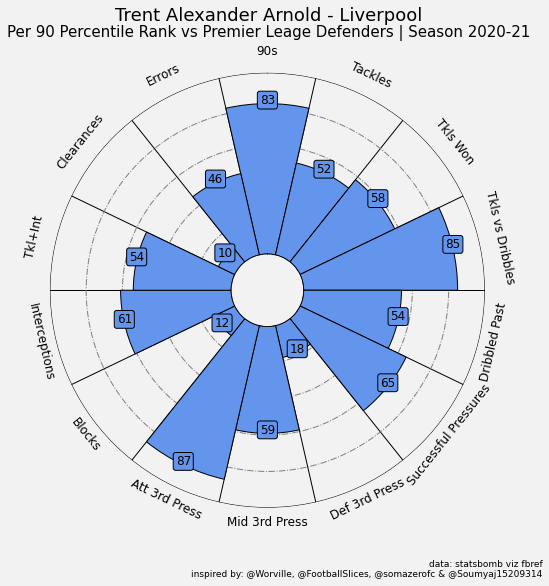 Trent Alexander Arnold - Liverpool
Per 90 Percentile Rank vs Premier Leage Defenders | Season 2020-21
90s
83
Tackles
52
Tkls Won
58
Tkls vs Dribbles
85
Dribbled Past
54
Successful Pressures
65
Def 3rd Press
18
Mid 3rd Press
59
Att 3rd Press
87
Blocks
12
Interceptions
61
Tkl+Int
54
Clearances
10
Errors
46
data: statsbomb viz fbref
inspired by: @Worville, @FootballSlices, @somazerofc & @Soumyaj15209314